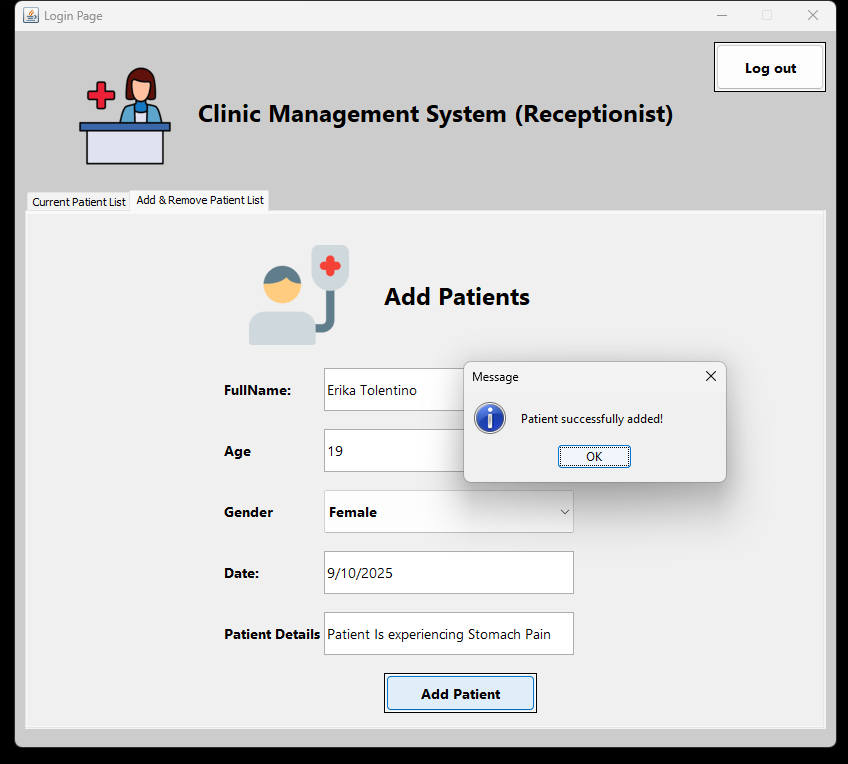 Login Page
Log out
Clinic Management System (Receptionist)
Current Patient List
Add & Remove Patient List
Add Patients
FullName:
Erika Tolentino
Message
Patient successfully added!
OK
Age
19
Gender
Female
Date:
9/10/2025
Patient Details
Patient Is experiencing Stomach Pain
Add Patient